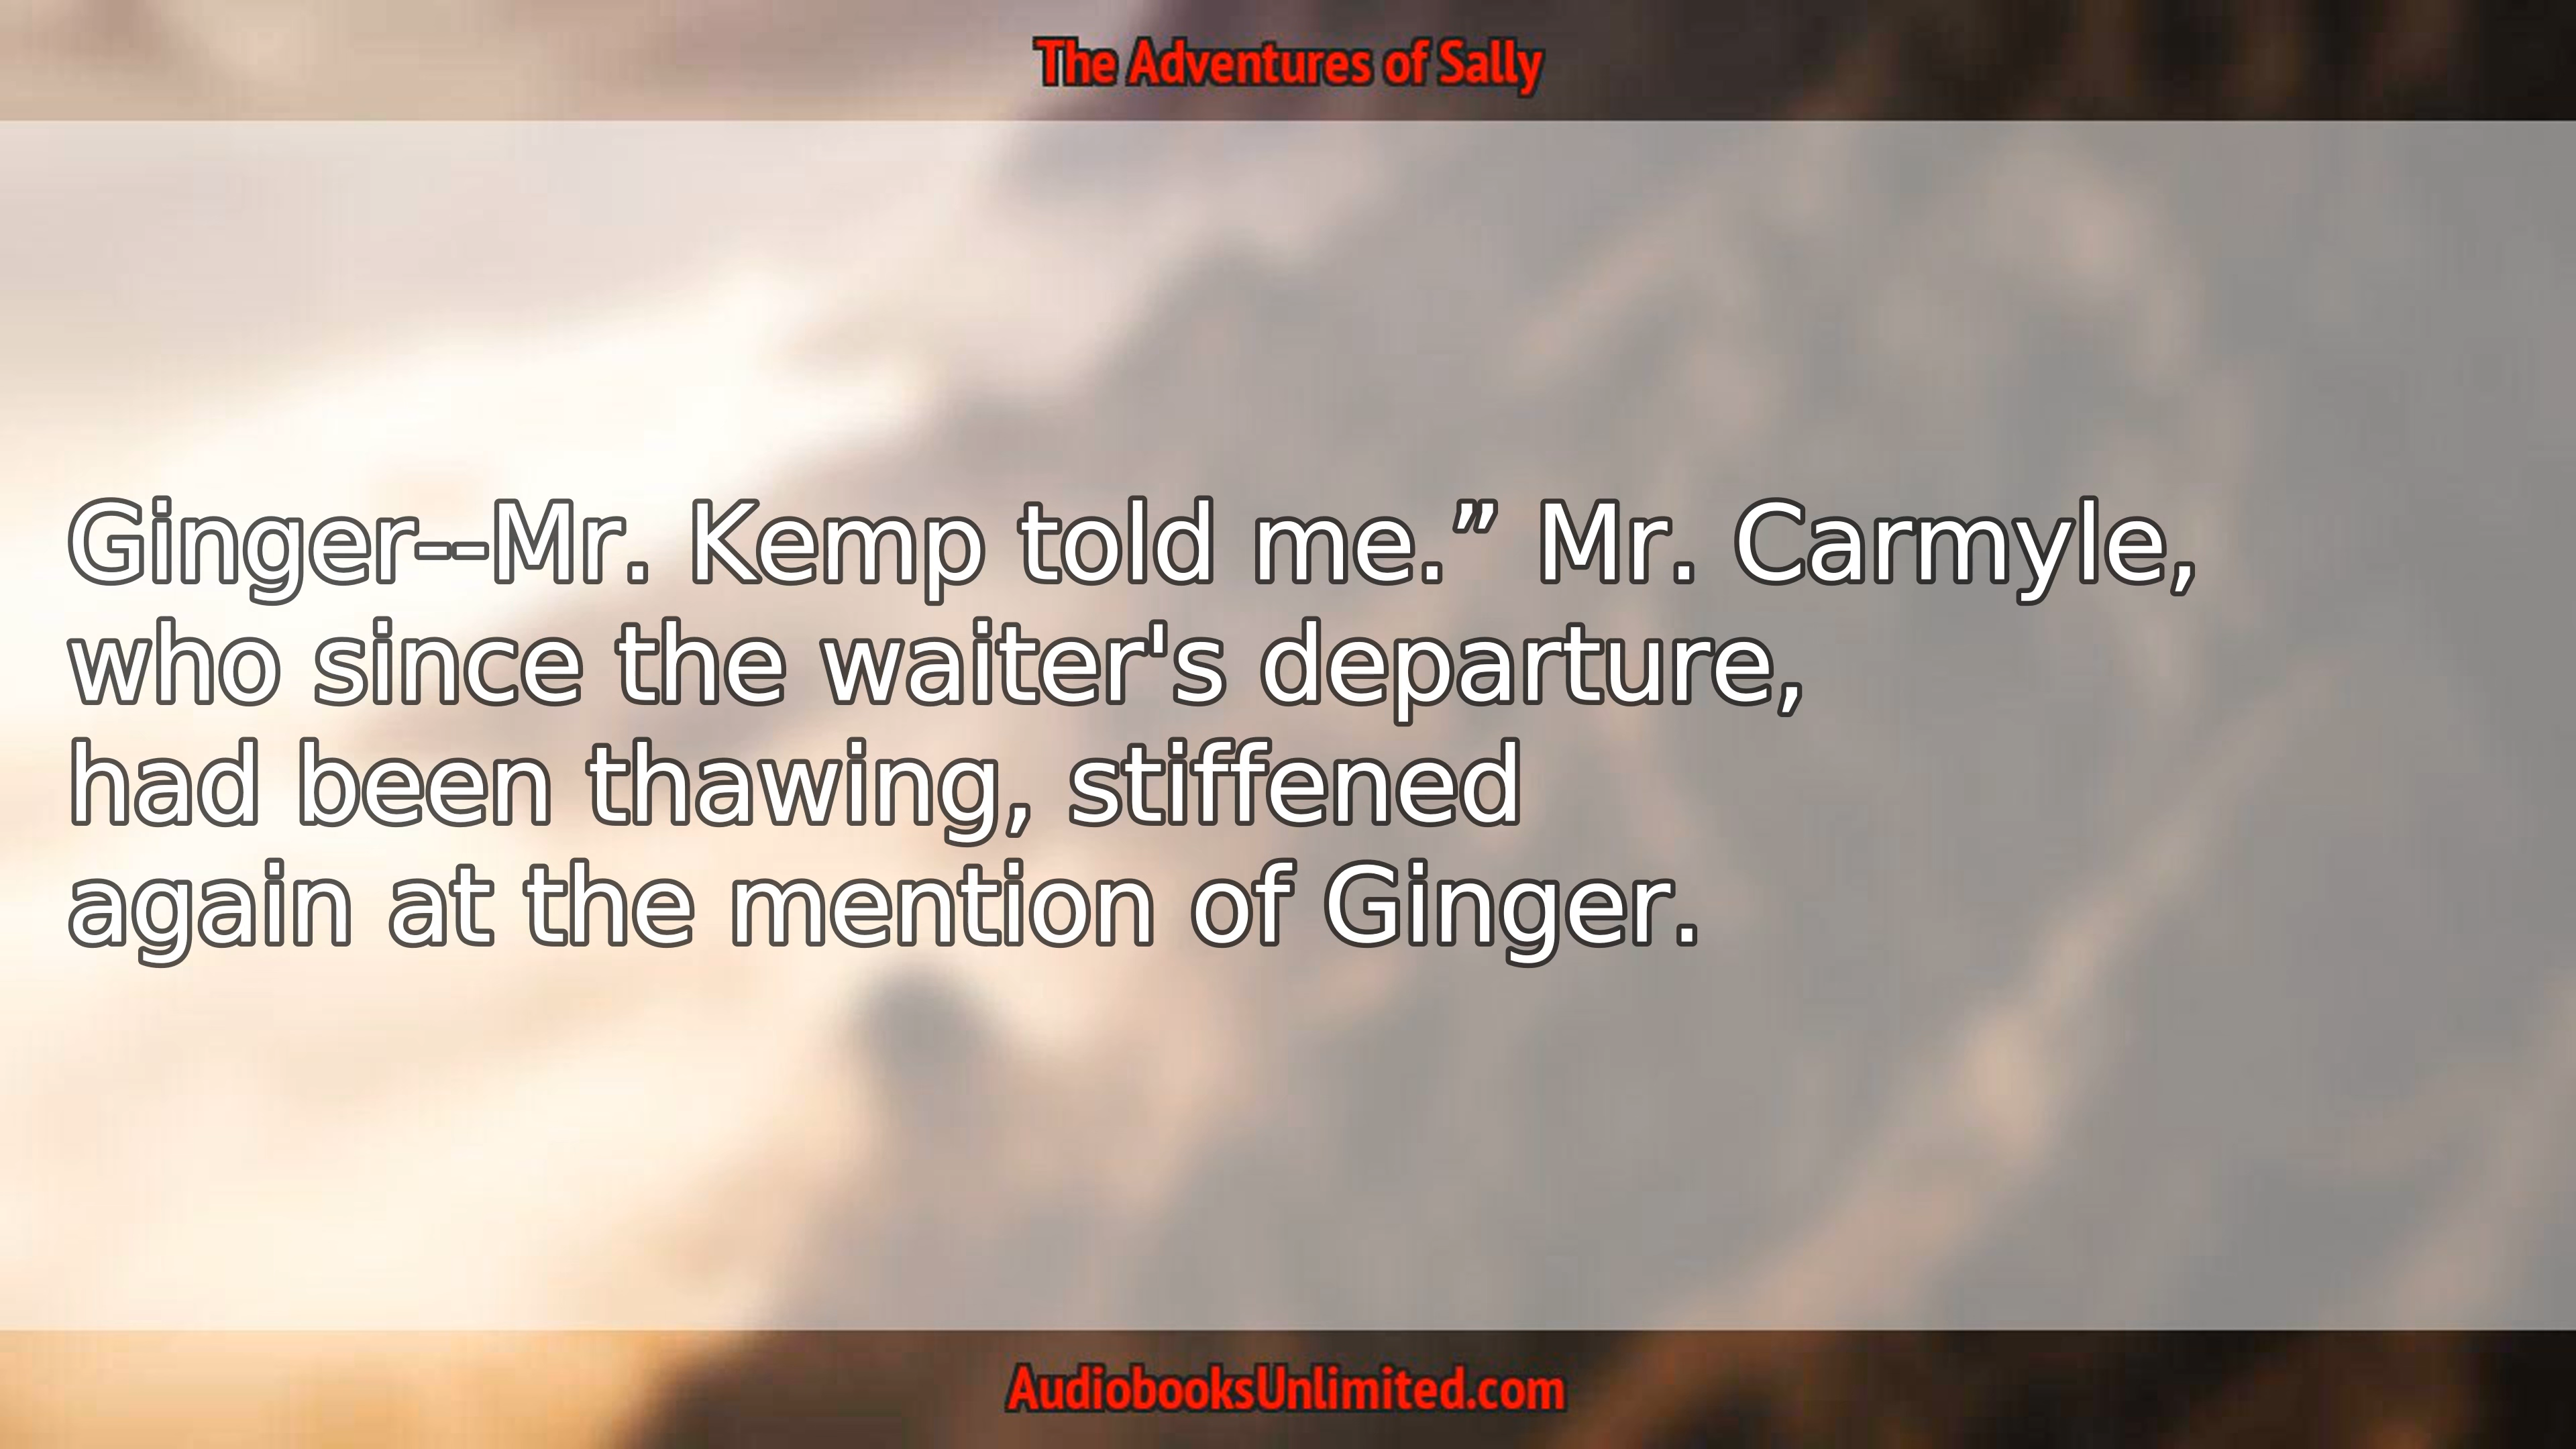 The Adventures of Sally
Ginger--Mr. Kemp told me.” Mr. Carmyle,
who since the waiter's departure,
had been thawing, stiffened
again at the mention of Ginger.
AudiobooksUnlimited.com